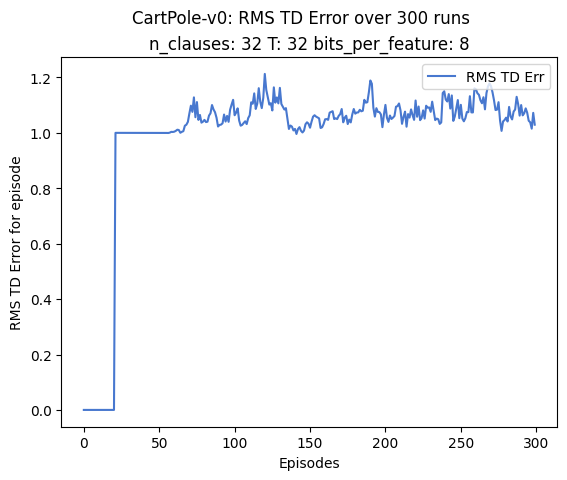 CartPole-v0: RMS TD Error over 300 runs
n_clauses: 32 T: 32 bits_per_feature: 8
RMS TD Err
1.2
1.0
0.8
0.6
0.4
0.2
0.0
RMS TD Error for episode
0 50 100 150 200 250 300
Episodes